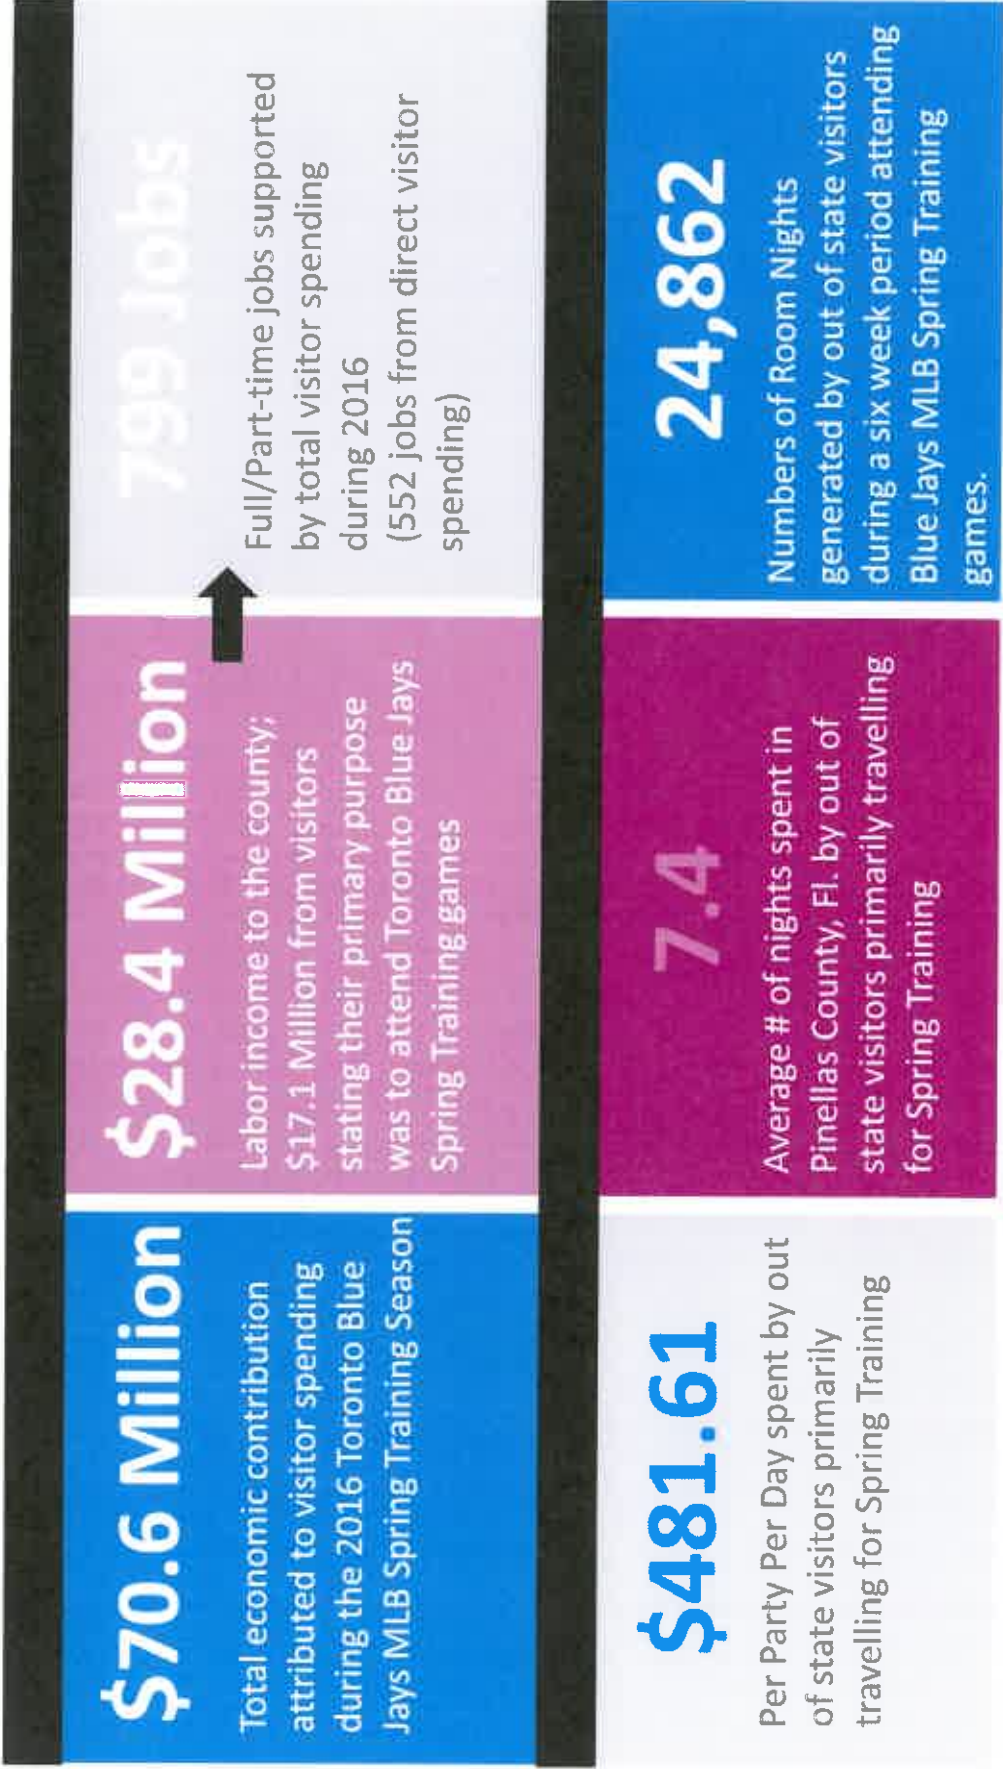 $70.6 Million
Total economic contribution
attributed to visitor spending
during the 2016 Toronto Blue
Jays MLB Spring Training Season
$28.4 Million
Labor income to the county;
$17.1 Million from visitors
stating their primary purpose
was to attend Toronto Blue Jays
Spring Training games
799 Jobs
Full/Part-time jobs supported
by total visitor spending
during 2016
(552 jobs from direct visitor
spending)
$481.61
Per Party Per Day spent by out
of state visitors primarily
travelling for Spring Training
7.4
Average # of nights spent in
Pinellas County, Fl. by out of
state visitors primarily travelling
for Spring Training
24,862
Numbers of Room Nights
generated by out of state visitors
during a six week period attending
Blue Jays MLB Spring Training
games.